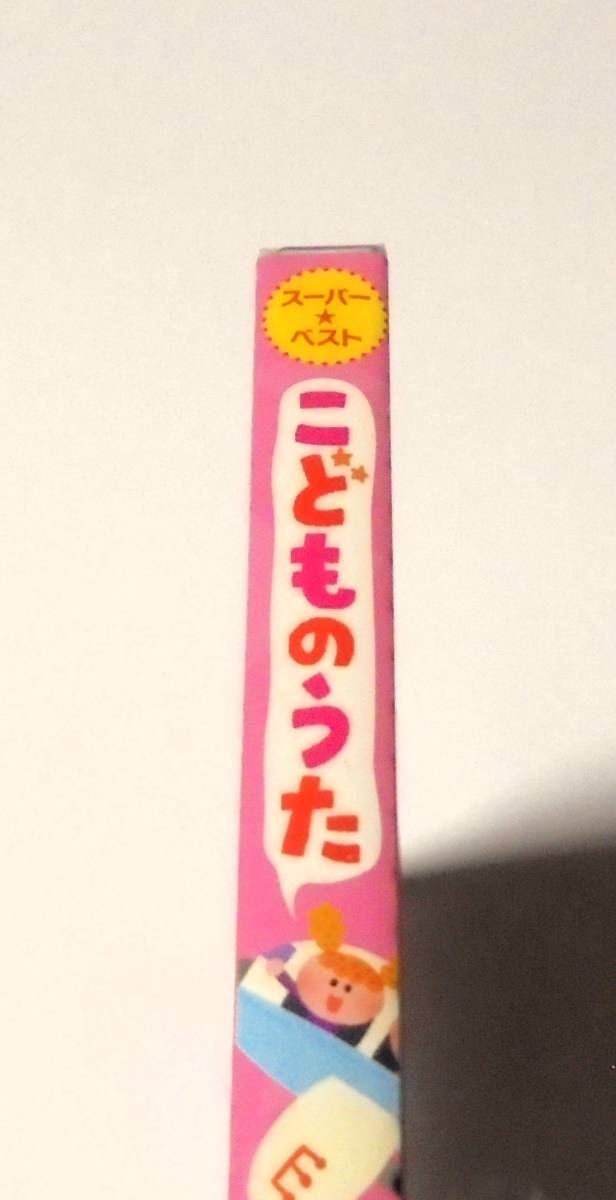 スーパー
★
ベスト
こどものうた